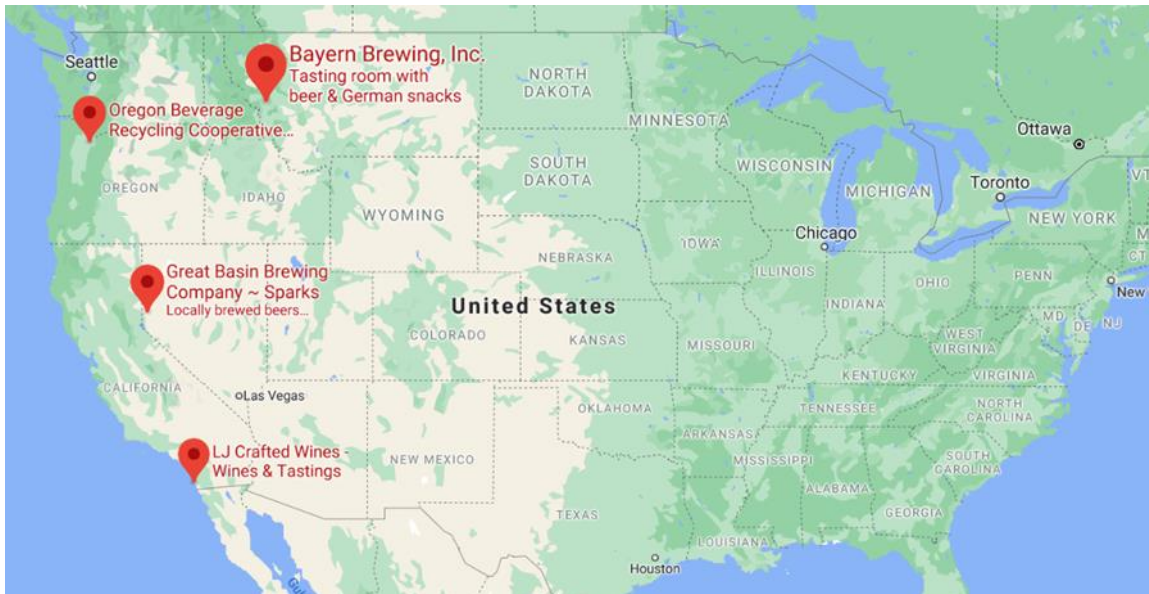 Seattle
Bayern Brewing, Inc.
Tasting room with
beer & German snacks
Oregon Beverage
Recycling Cooperative...
NORTH
DAKOTA
MINNESOTA
Ottawa
SOUTH
DAKOTA
WISCONSIN
MICHIGAN
Toronto
VT
OREGON
IDAHO
WYOMING
NEW YORK
M
Chicago
IOWA
NEBRASKA
CT
Great Basin Brewing
Company ~ Sparks
Locally brewed beers...
ILLINOIS
INDIANA
OHIO
PENN
New
United States
MD
DE
NJ
COLORADO
KANSAS
MISSOURI
WEST
VIRGINIA
KENTUCKY
VIRGINIA
CALIFORNIA
Las Vegas
OKLAHOMA
TENNESSEE
NORTH
CAROLINA
ARKANSAS
LJ Crafted Wines -
Wines & Tastings
NEW MEXICO
MISSISSIPPI
SOUTH
CAROLINA
ALABAMA
GEORGIA
TEXAS
LOUISIANA
Houston
Gul